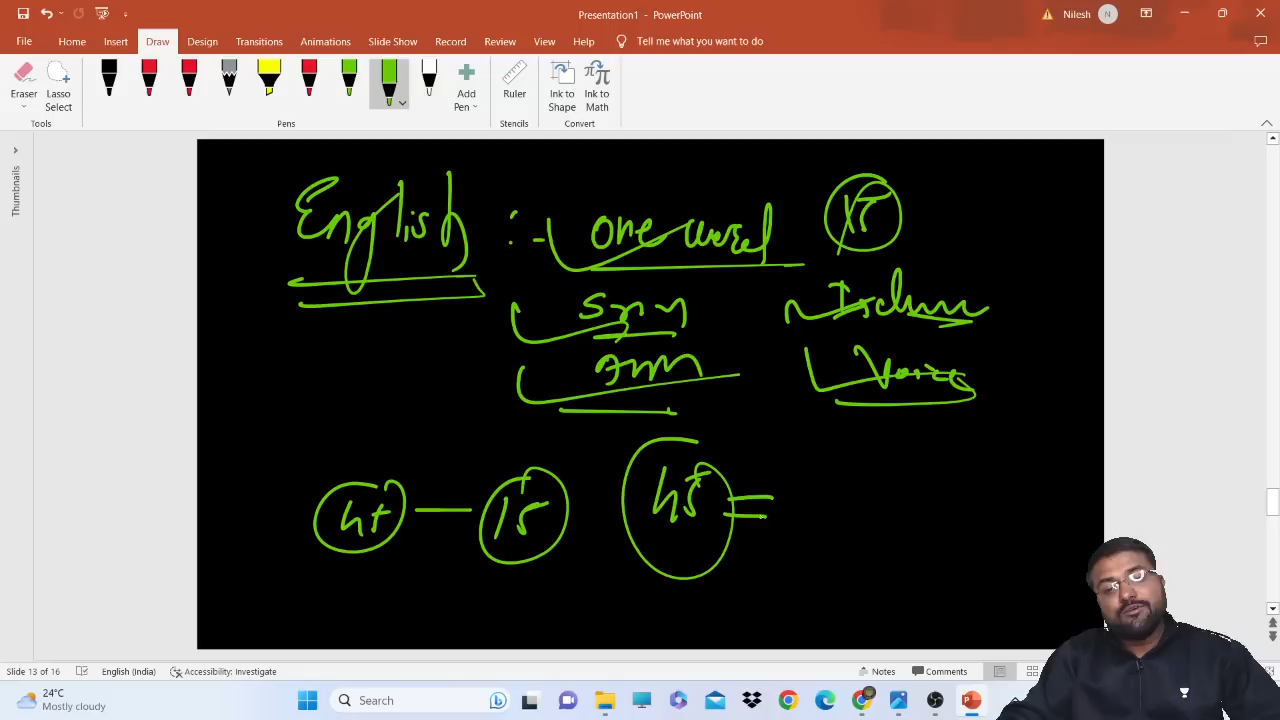 Presentation1 - PowerPoint
Nilesh N
File Home Insert Draw Design Transitions Animations Slide Show Record Review View Help Tell me what you want to do
Eraser Lasso Select Add Pen Ruler Ink to Shape Ink to Math
Tools Pens Stencils Convert
Thumbnails
English :- one word 15
Syn
Voice
15 45 =
Slide 13 of 16 English (India) Accessibility: Investigate Notes Comments
24°C
Mostly cloudy
Search